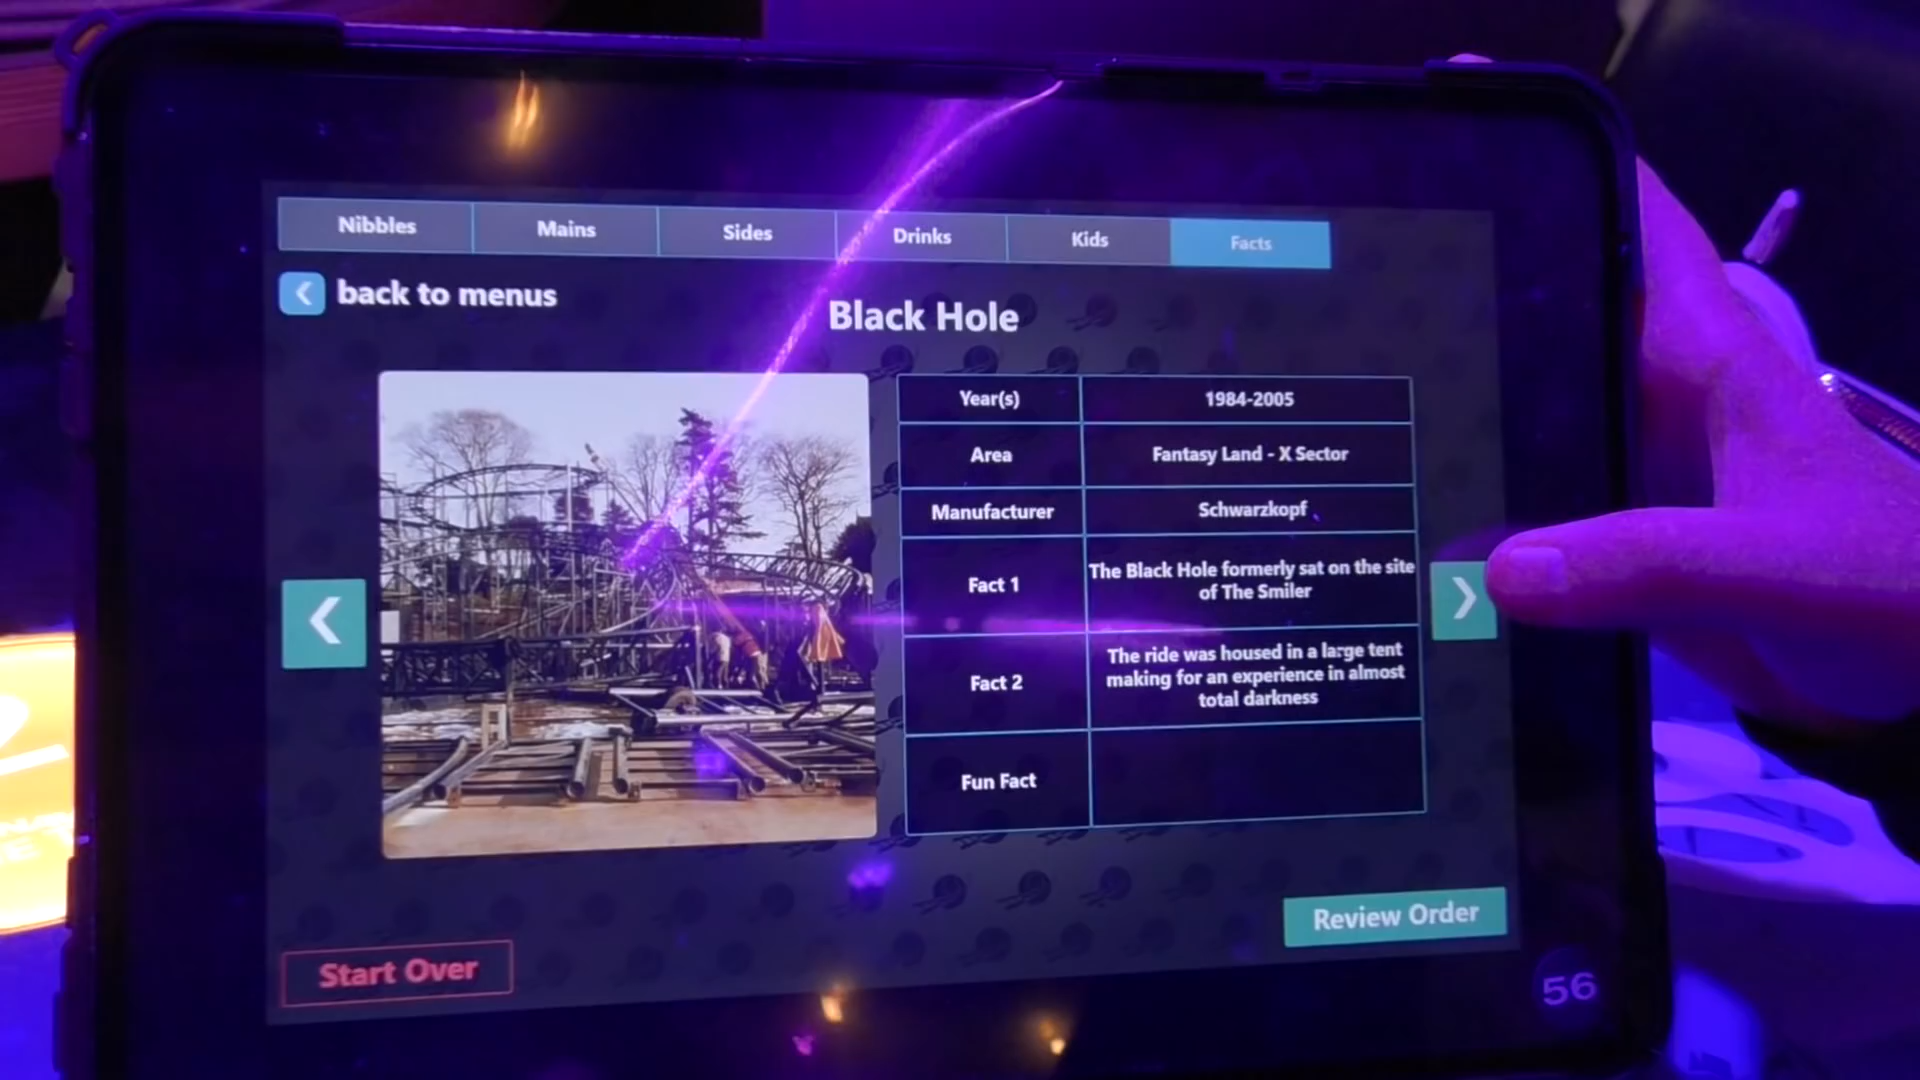 Nibbles
Mains
Sides
Drinks
Kids
Facts
back to menus
Black Hole
Year(s)
1984-2005
Area
Fantasy Land - X Sector
Manufacturer
Schwarzkopf
Fact 1
The Black Hole formerly sat on the site
of The Smiler
Fact 2
The ride was housed in a large tent
making for an experience in almost
total darkness
Fun Fact
Review Order
Start Over
56